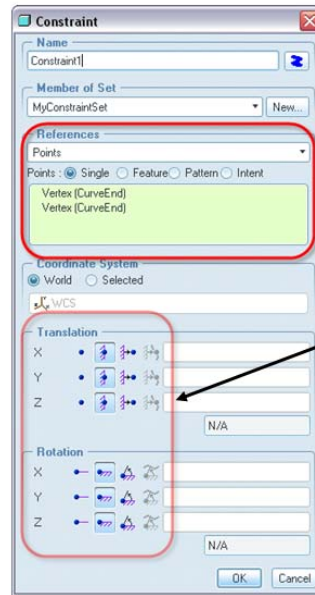 Constraint
Name
Constraint1
Member of Set
MyConstraintSet
New...
References
Points
Points : Single Feature Pattern Intent
Vertex (CurveEnd)
Vertex (CurveEnd)
Coordinate System
World Selected
WCS
Translation
X
Y
Z
N/A
Rotation
X
Y
Z
N/A
OK Cancel